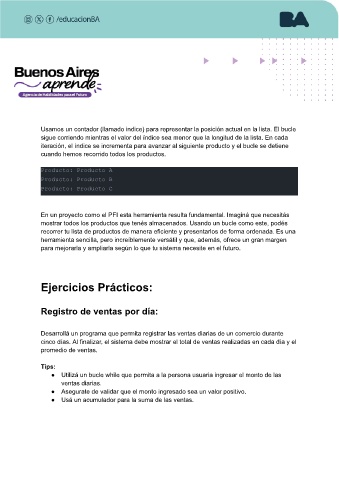 /educacionBA
BA
Buenos Aires
aprende
Agencia de Habilidades para el Futuro
Usamos un contador (llamado índice) para representar la posición actual en la lista. El bucle
sigue corriendo mientras el valor del índice sea menor que la longitud de la lista. En cada
iteración, el índice se incrementa para avanzar al siguiente producto y el bucle se detiene
cuando hemos recorrido todos los productos.
Producto: Producto A
Producto: Producto B
Producto: Producto C
En un proyecto como el PFI esta herramienta resulta fundamental. Imaginá que necesitás
mostrar todos los productos que tenés almacenados. Usando un bucle como este, podés
recorrer tu lista de productos de manera eficiente y presentarlos de forma ordenada. Es una
herramienta sencilla, pero increíblemente versátil y que, además, ofrece un gran margen
para mejorarla y ampliarla según lo que tu sistema necesite en el futuro.
Ejercicios Prácticos:
Registro de ventas por día:
Desarrollá un programa que permita registrar las ventas diarias de un comercio durante
cinco días. Al finalizar, el sistema debe mostrar el total de ventas realizadas en cada día y el
promedio de ventas.
Tips:
● Utilizá un bucle while que permita a la persona usuaria ingresar el monto de las
ventas diarias.
● Asegurate de validar que el monto ingresado sea un valor positivo.
● Usá un acumulador para la suma de las ventas.